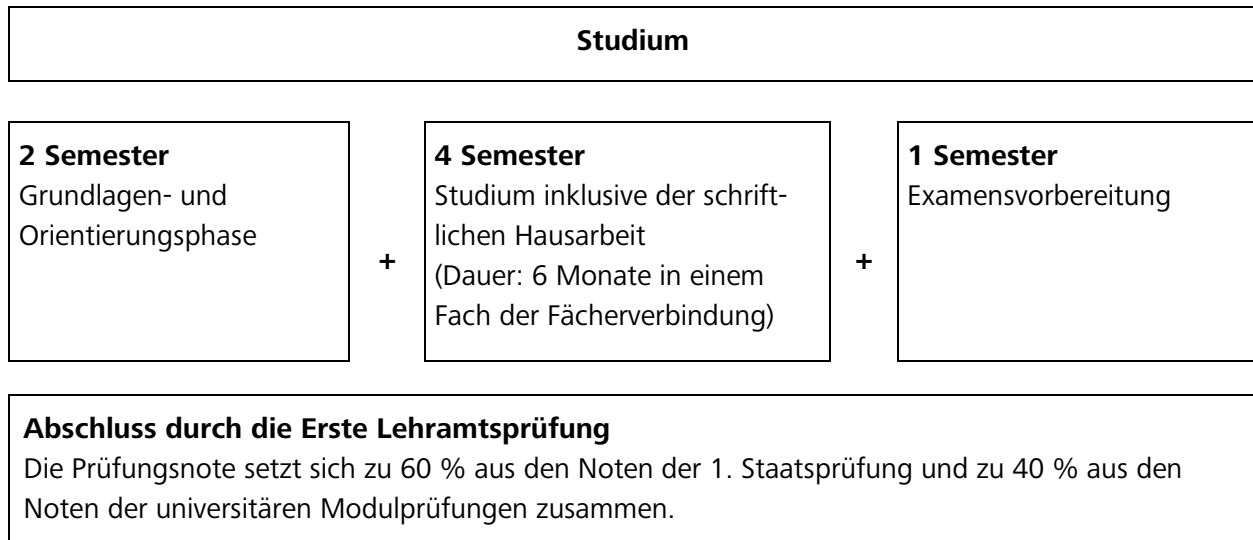 Studium
2 Semester
Grundlagen- und
Orientierungsphase
+
4 Semester
Studium inklusive der schrift-
lichen Hausarbeit
(Dauer: 6 Monate in einem
Fach der Fächerverbindung)
+
1 Semester
Examensvorbereitung
Abschluss durch die Erste Lehramtsprüfung
Die Prüfungsnote setzt sich zu 60 % aus den Noten der 1. Staatsprüfung und zu 40 % aus den
Noten der universitären Modulprüfungen zusammen.